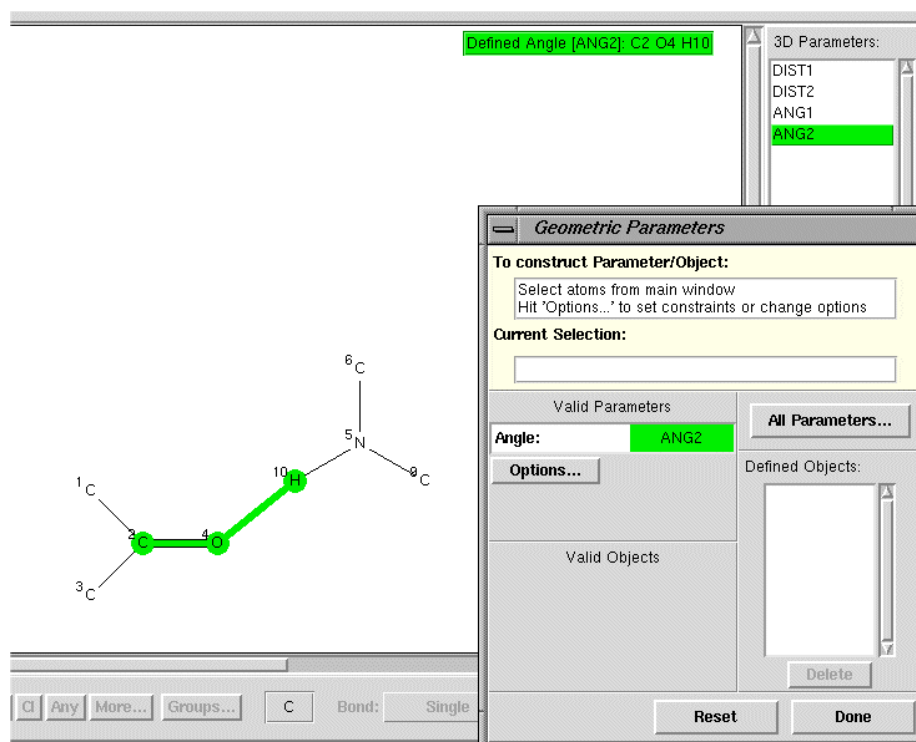 Defined Angle [ANG2]: C2 O4 H10
3D Parameters:
DIST1
DIST2
ANG1
ANG2
Geometric Parameters
To construct Parameter/Object:
Select atoms from main window
Hit 'Options...' to set constraints or change options
Current Selection:
6 C
5 N
10 H
9 C
1 C
2 C
4 O
3 C
Valid Parameters
All Parameters...
Angle:
ANG2
Options...
Defined Objects:
Valid Objects
Delete
Cl
Any
More...
Groups...
C
Bond:
Single
Reset
Done